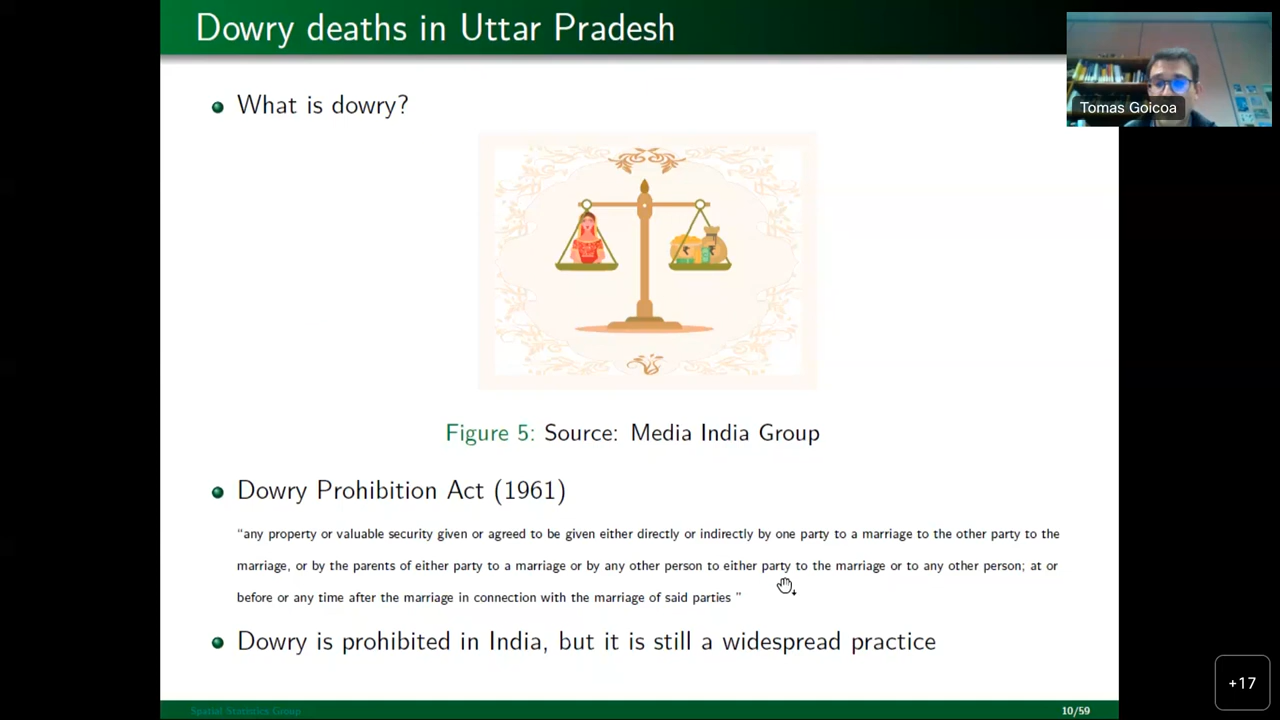 Dowry deaths in Uttar Pradesh
Tomas Goicoa
What is dowry?
Figure 5: Source: Media India Group
Dowry Prohibition Act (1961)
“any property or valuable security given or agreed to be given either directly or indirectly by one party to a marriage to the other party to the
marriage, or by the parents of either party to a marriage or by any other person to either party to the marriage or to any other person; at or
before or any time after the marriage in connection with the marriage of said parties ”
Dowry is prohibited in India, but it is still a widespread practice
+17
Spatial Statistics Group
10/59